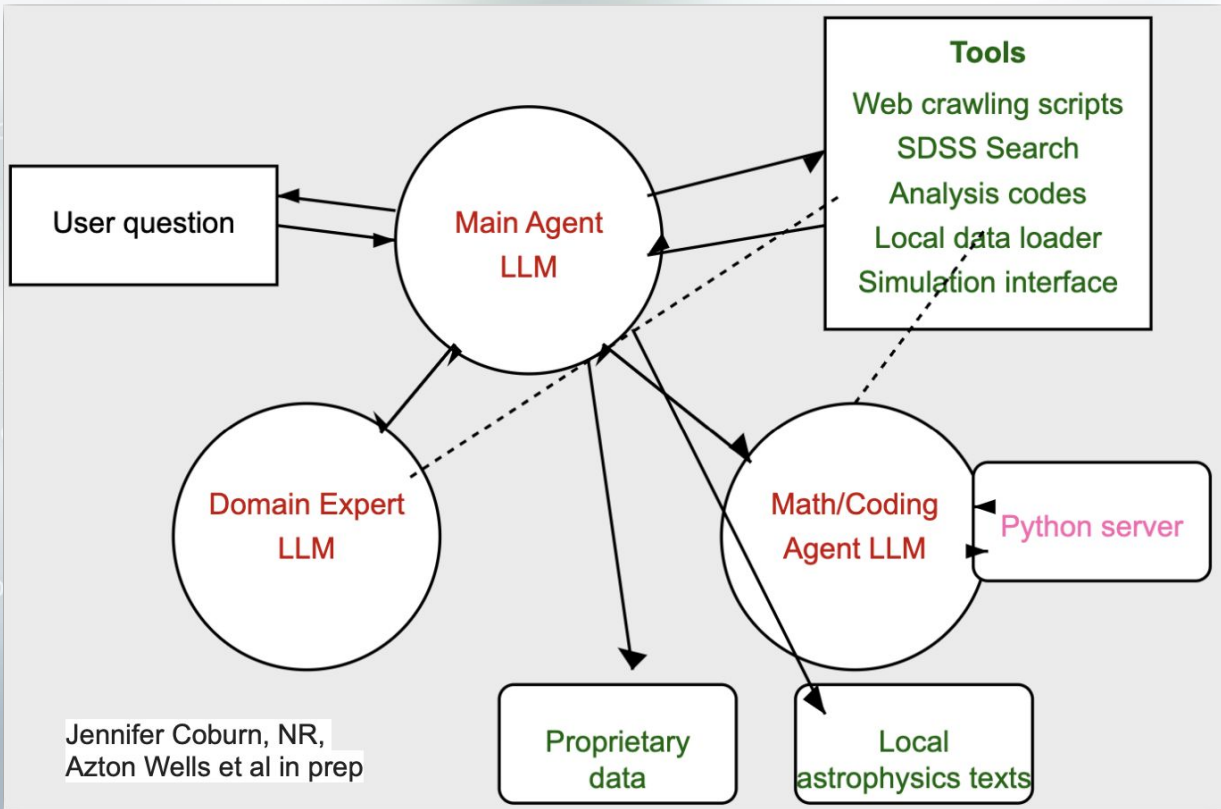 Tools
Web crawling scripts
SDSS Search
Analysis codes
Local data loader
Simulation interface
User question
Main Agent
LLM
Domain Expert
LLM
Math/Coding
Agent LLM
Python server
Proprietary
data
Local
astrophysics texts
Jennifer Coburn, NR,
Azton Wells et al in prep